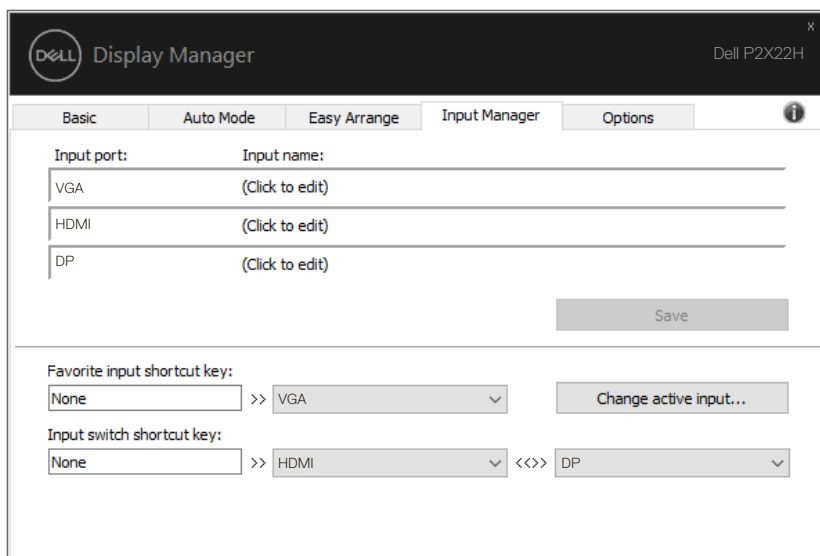 x
DELL Display Manager Dell P2X22H
Basic Auto Mode Easy Arrange Input Manager Options i
Input port: Input name:
VGA (Click to edit)
HDMI (Click to edit)
DP (Click to edit)
Save
Favorite input shortcut key:
None >> VGA Change active input...
Input switch shortcut key:
None >> HDMI <<>> DP